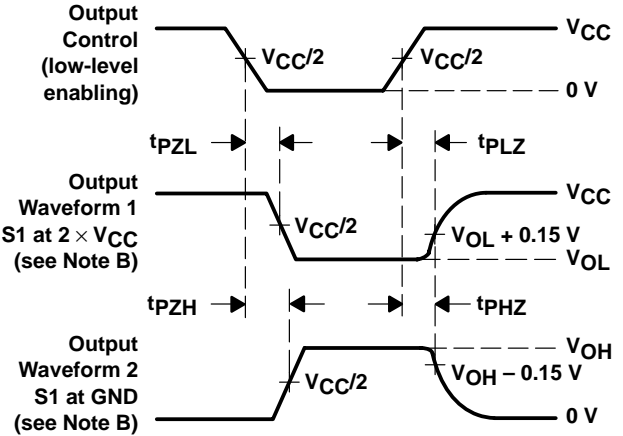 Output
Control
(low-level
enabling)
VCC/2
VCC/2
VCC
0 V
tPZL
tPLZ
Output
Waveform 1
S1 at 2 × VCC
(see Note B)
VCC/2
VCC
VOL + 0.15 V
VOL
tPZH
tPHZ
Output
Waveform 2
S1 at GND
(see Note B)
VCC/2
VOH
VOH – 0.15 V
0 V